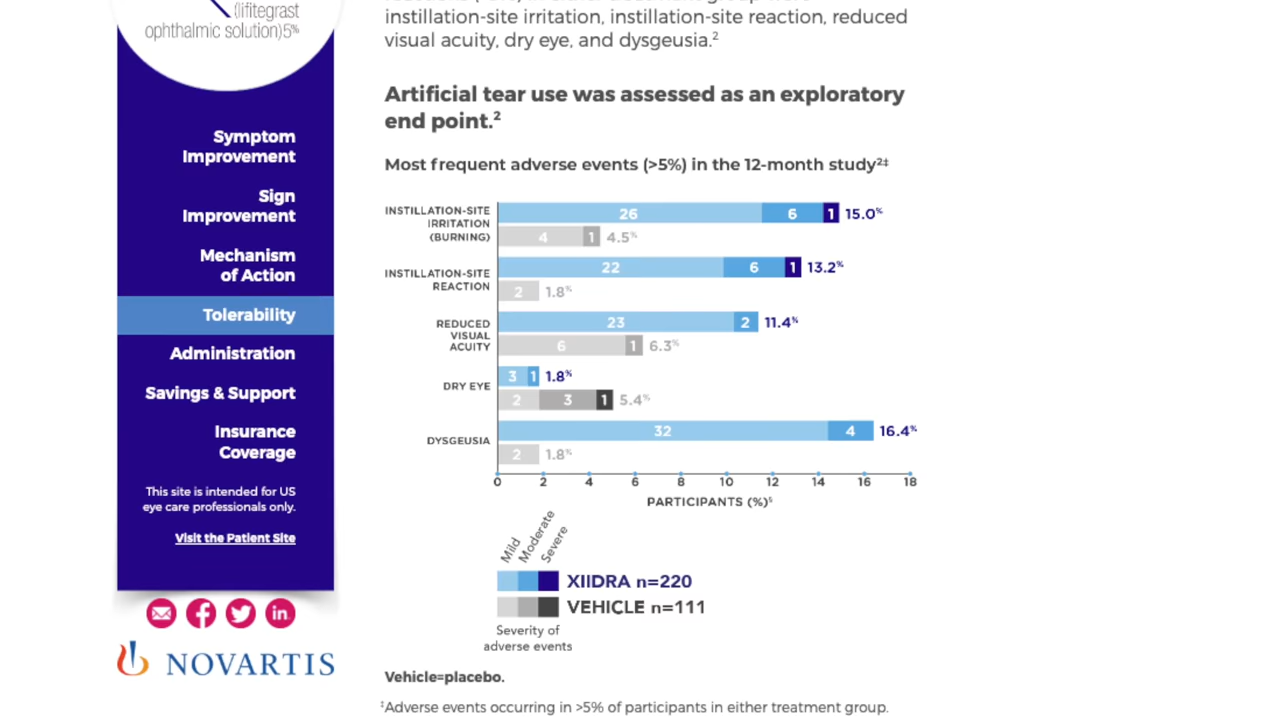 (lifitegrast
ophthalmic solution)5%
Symptom
Improvement
Sign
Improvement
Mechanism
of Action
Tolerability
Administration
Savings & Support
Insurance
Coverage
This site is intended for US
eye care professionals only.
Visit the Patient Site
in
NOVARTIS
instillation-site irritation, instillation-site reaction, reduced
visual acuity, dry eye, and dysgeusia.²
Artificial tear use was assessed as an exploratory
end point.²
Most frequent adverse events (>5%) in the 12-month study²‡
INSTILLATION-SITE
IRRITATION
(BURNING)
26 6 1 15.0%
4 1 4.5%
INSTILLATION-SITE
REACTION
22 6 1 13.2%
2 1.8%
REDUCED
VISUAL
ACUITY
23 2 11.4%
6 1 6.3%
DRY EYE
3 1 1.8%
2 3 1 5.4%
DYSGEUSIA
32 4 16.4%
2 1.8%
0 2 4 6 8 10 12 14 16 18
PARTICIPANTS (%)§
Mild
Moderate
Severe
XIIDRA n=220
VEHICLE n=111
Severity of
adverse events
Vehicle=placebo.
‡Adverse events occurring in >5% of participants in either treatment group.